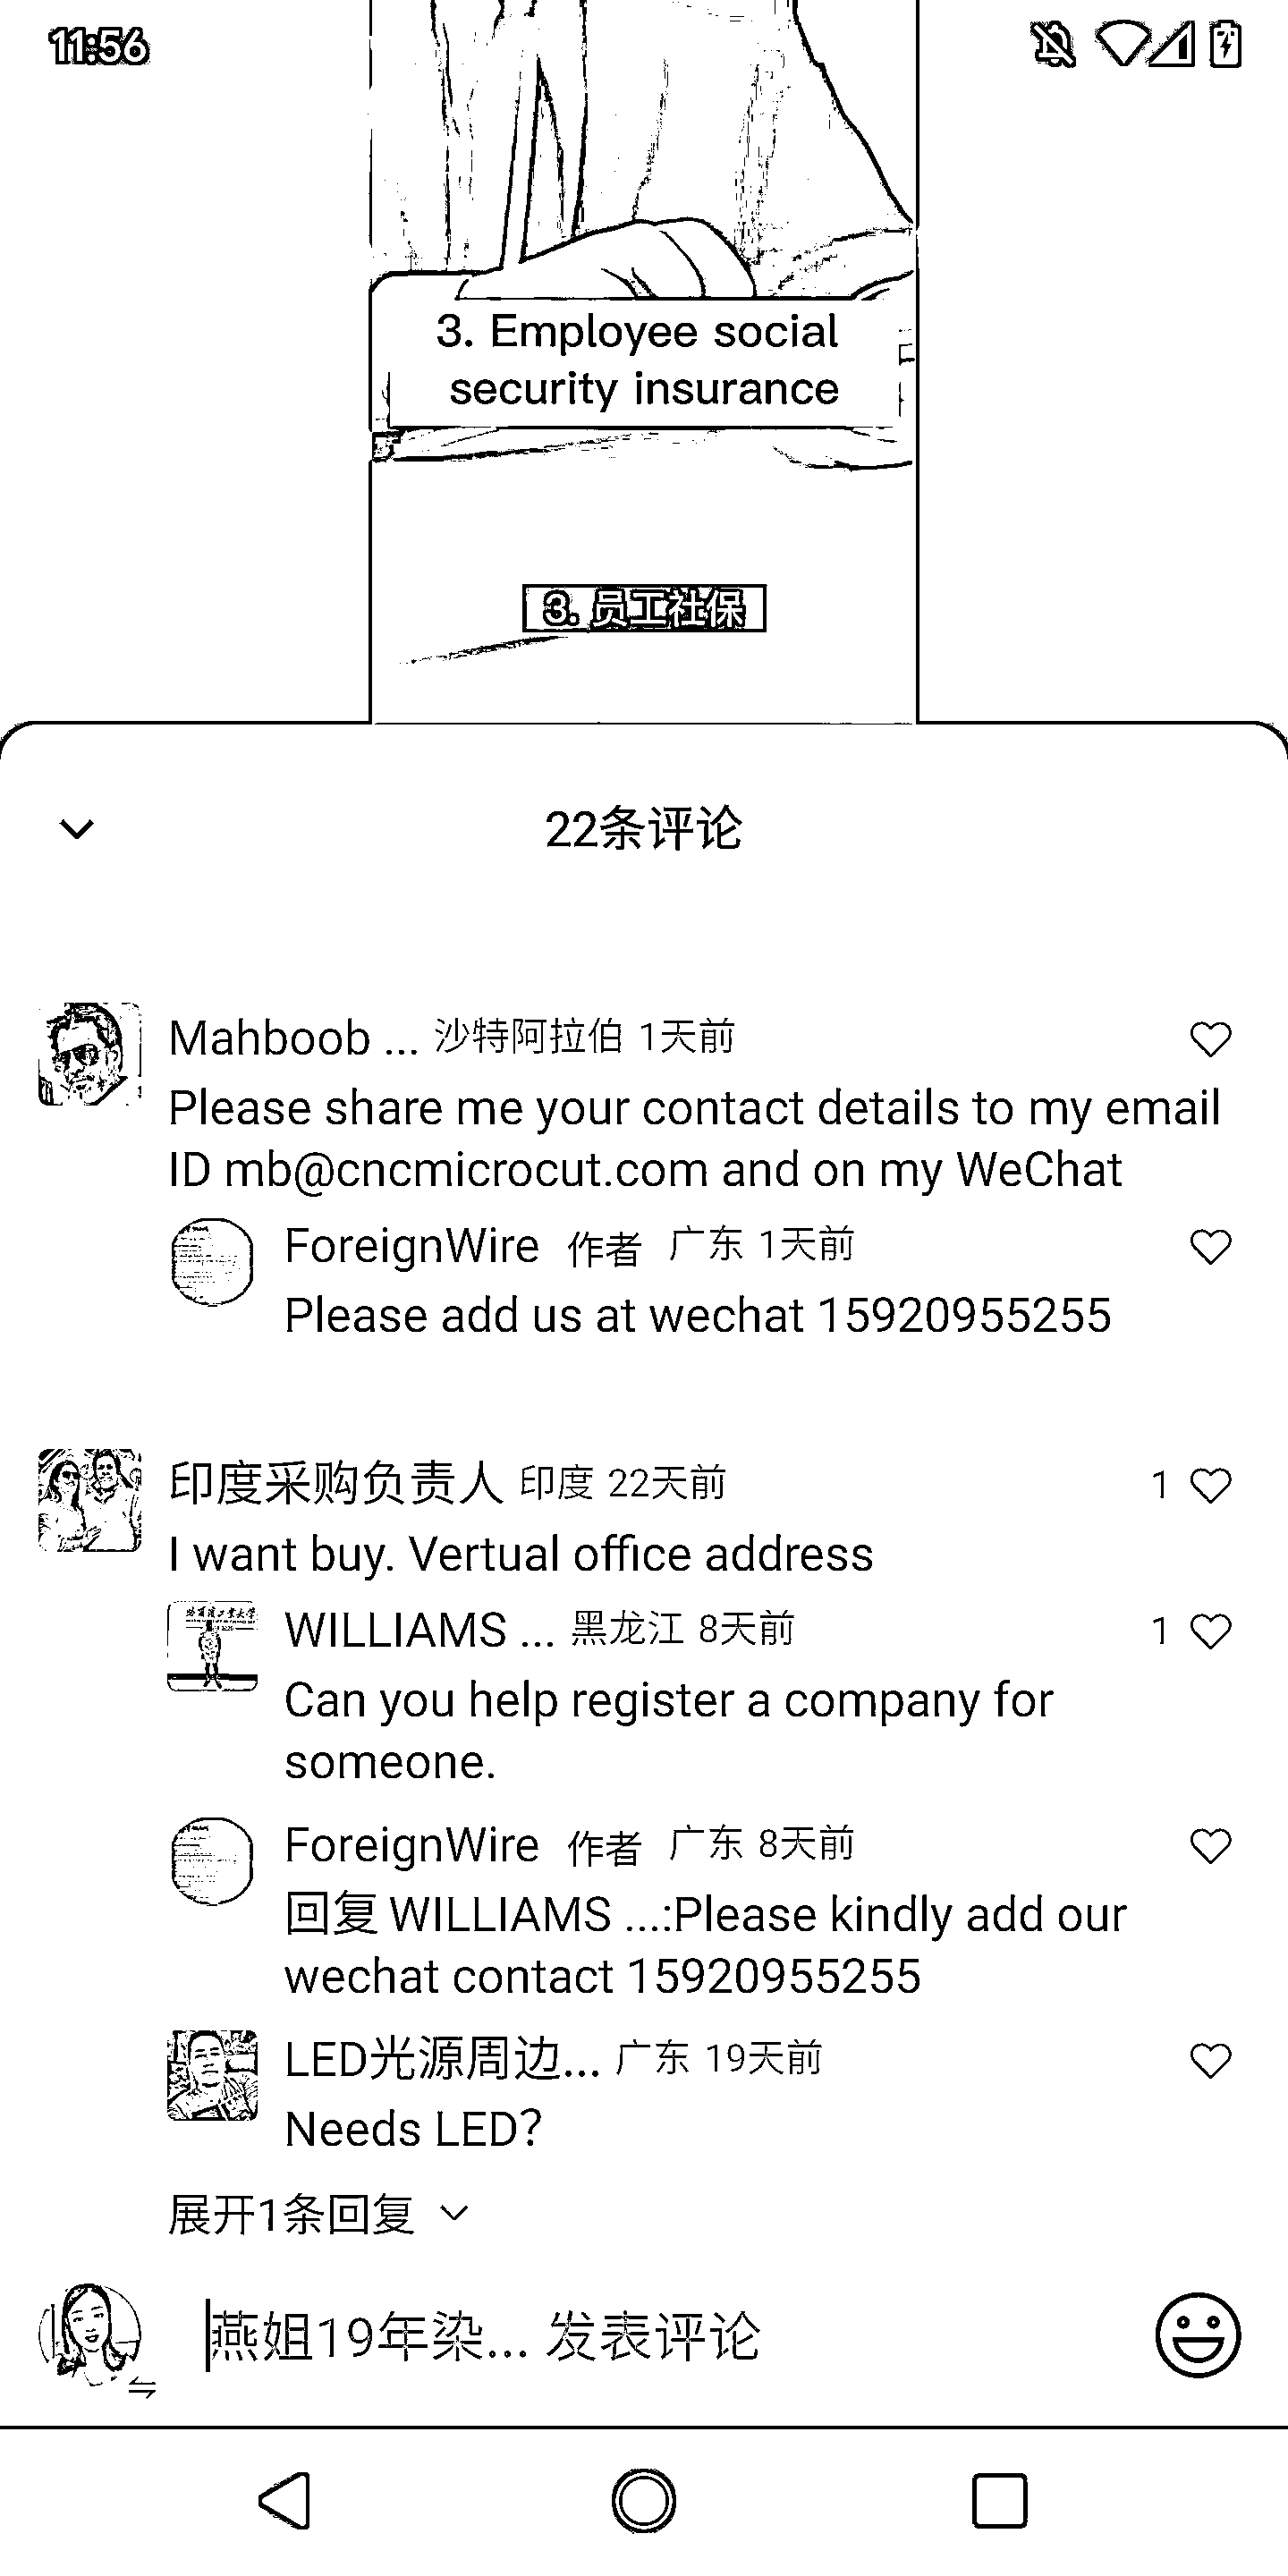 11:56
3. Employee social
security insurance
3. 员工社保
22条评论
Mahboob ... 沙特阿拉伯 1天前
Please share me your contact details to my email
ID mb@cncmicrocut.com and on my WeChat
ForeignWire 作者 广东 1天前
Please add us at wechat 15920955255
印度采购负责人 印度 22天前 1
I want buy. Vertual office address
WILLIAMS ... 黑龙江 8天前 1
Can you help register a company for
someone.
ForeignWire 作者 广东 8天前
回复 WILLIAMS ...:Please kindly add our
wechat contact 15920955255
LED光源周边... 广东 19天前
Needs LED?
展开1条回复
燕姐19年染... 发表评论